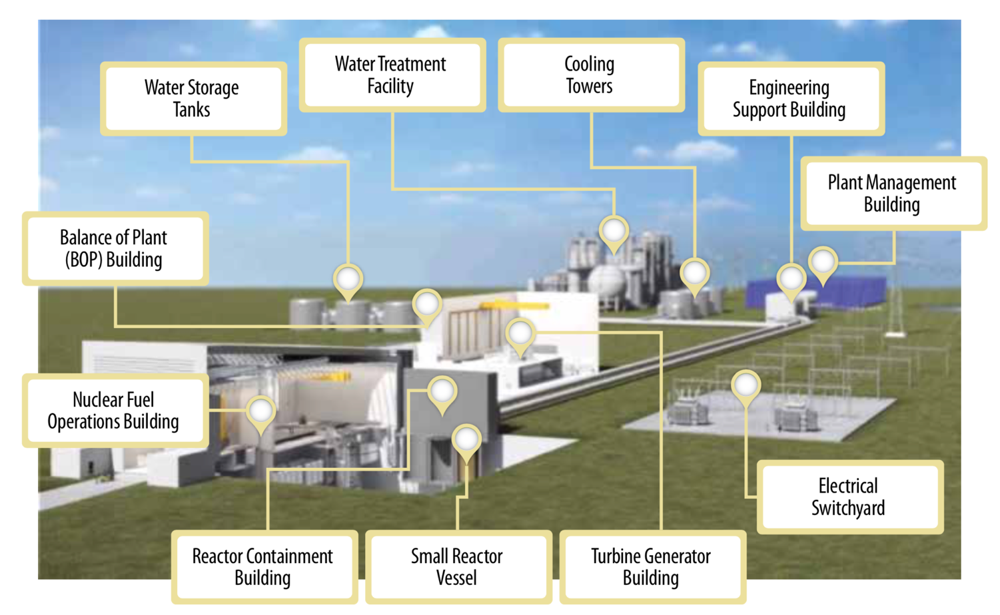 Water Storage
Tanks
Water Treatment
Facility
Cooling
Towers
Engineering
Support Building
Plant Management
Building
Balance of Plant
(BOP) Building
Nuclear Fuel
Operations Building
Electrical
Switchyard
Reactor Containment
Building
Small Reactor
Vessel
Turbine Generator
Building